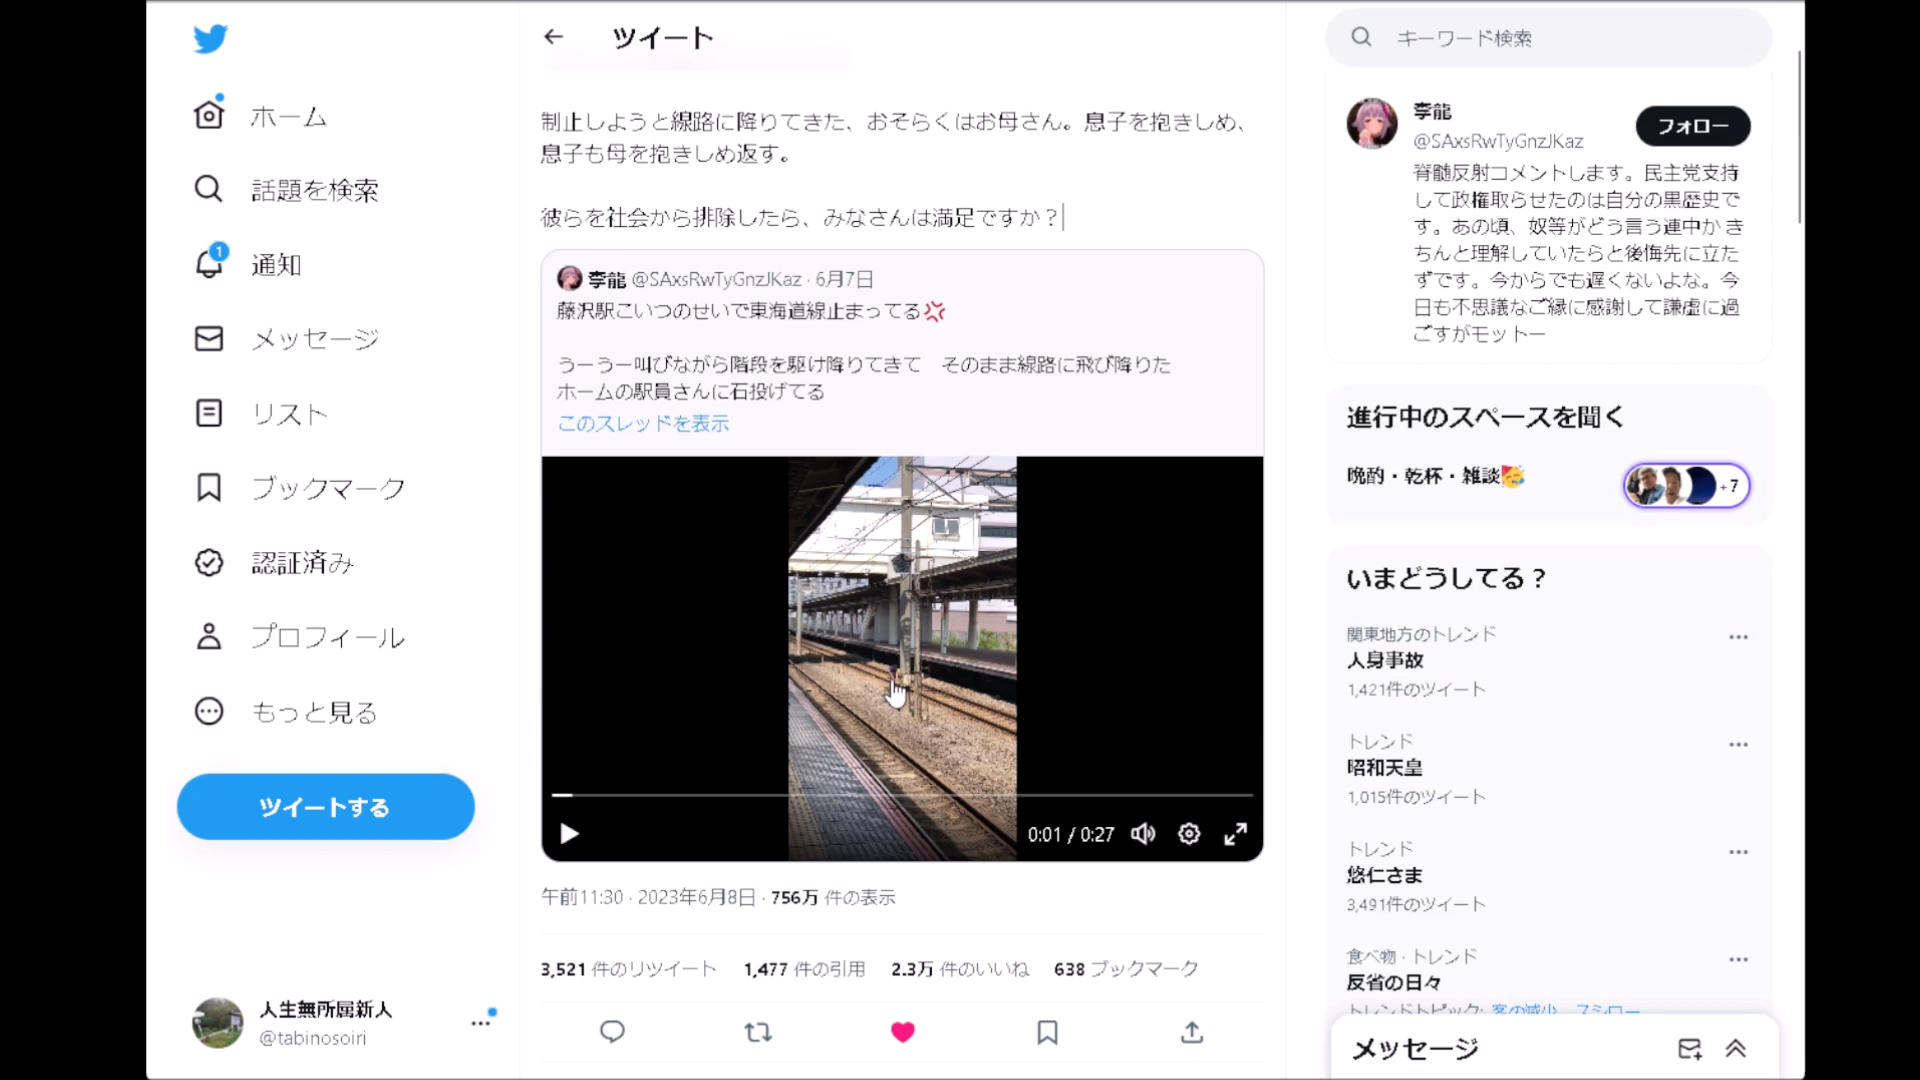 ホーム
話題を検索
1
通知
メッセージ
リスト
ブックマーク
認証済み
プロフィール
もっと見る
ツイートする
人生無所属新人
@tabinosoiri
ツイート
制止しようと線路に降りてきた、おそらくはお母さん。息子を抱きしめ、
息子も母を抱きしめ返す。
彼らを社会から排除したら、みなさんは満足ですか？
李龍 @SAxsRwTyGnzJKaz · 6月7日
藤沢駅こいつのせいで東海道線止まってる💢
うーうー叫びながら階段を駆け降りてきて　そのまま線路に飛び降りた
ホームの駅員さんに石投げてる
このスレッドを表示
0:01 / 0:27
午前11:30 · 2023年6月8日 · 756万 件の表示
3,521 件のリツイート 1,477 件の引用 2.3万 件のいいね 638 ブックマーク
キーワード検索
李龍
フォロー
@SAxsRwTyGnzJKaz
脊髄反射コメントします。民主党支持
して政権取らせたのは自分の黒歴史で
す。あの頃、奴等がどう言う連中か き
ちんと理解していたらと後悔先に立た
ずです。今からでも遅くないよな。今
日も不思議なご縁に感謝して謙虚に過
ごすがモットー
進行中のスペースを聞く
晩酌・乾杯・雑談🥳
+7
いまどうしてる？
関東地方のトレンド
人身事故
1,421件のツイート
トレンド
昭和天皇
1,015件のツイート
トレンド
悠仁さま
3,491件のツイート
食べ物 · トレンド
反省の日々
トレンドトピック: 客の減少、スシロー
メッセージ